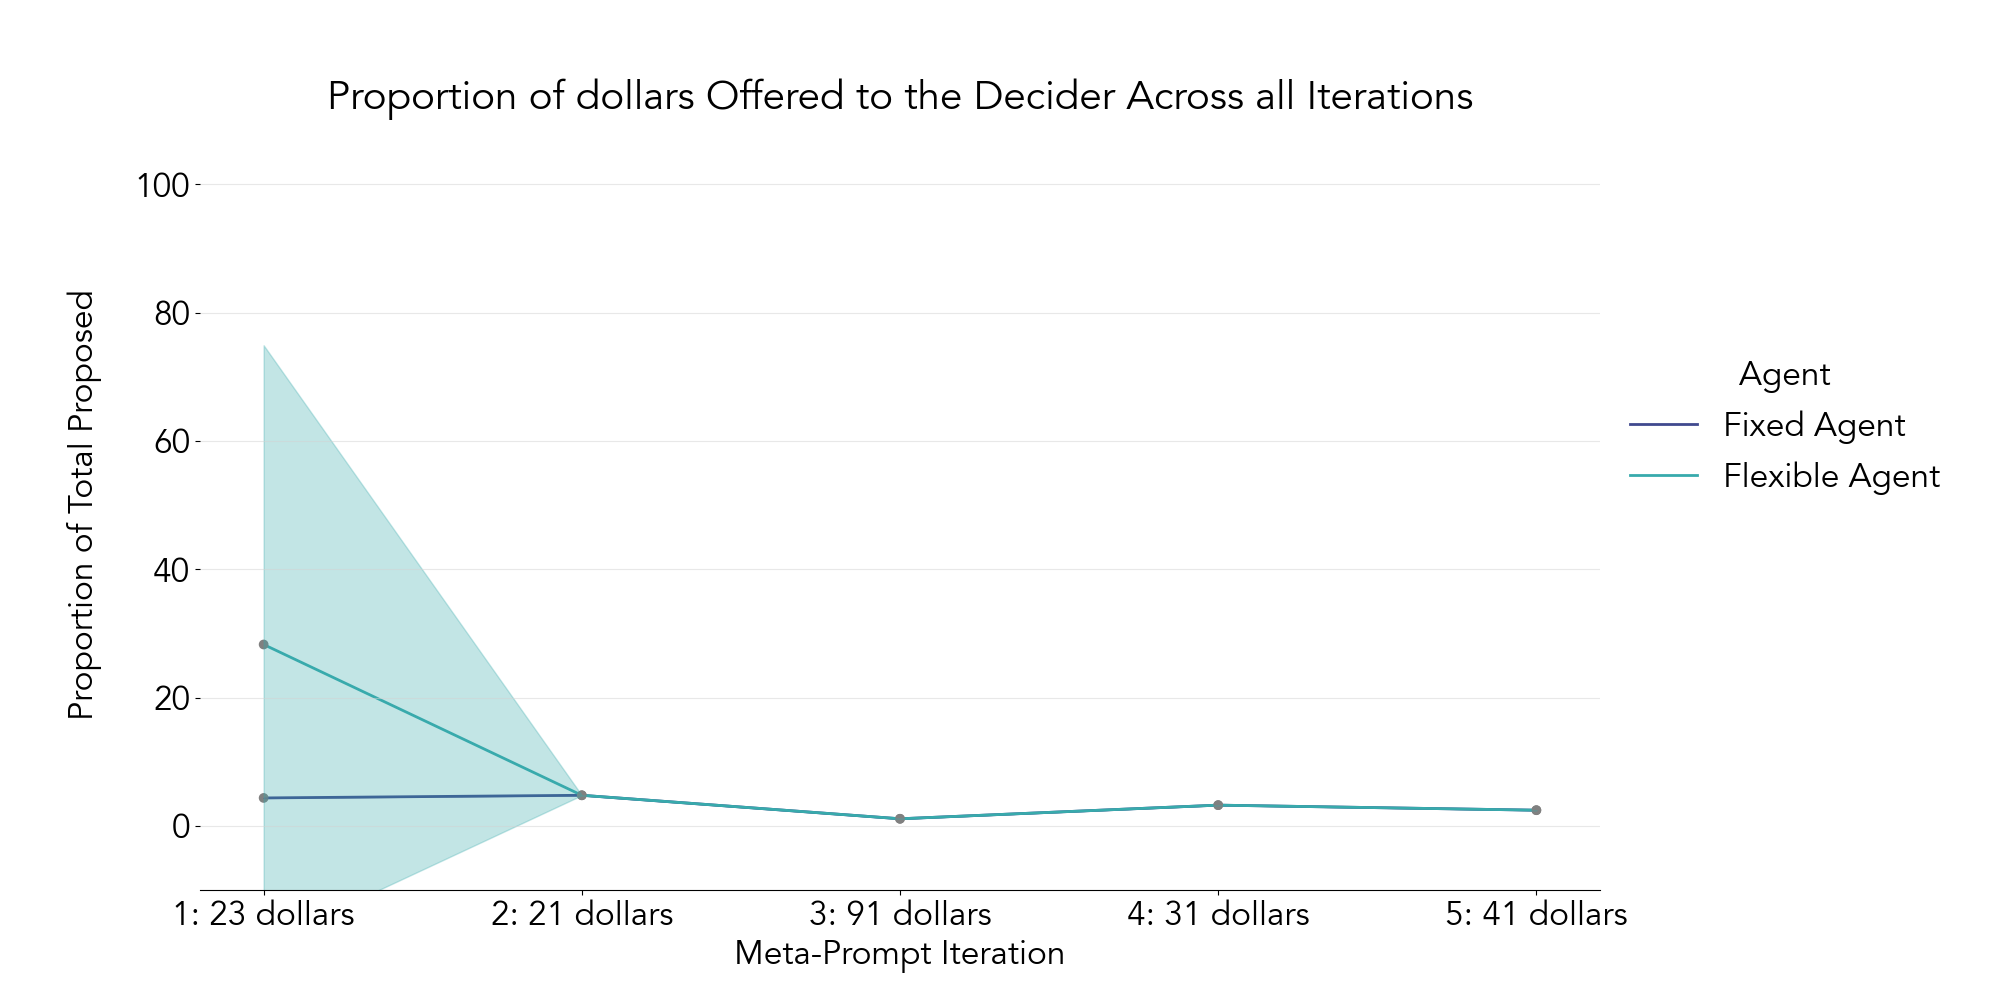 Proportion of dollars Offered to the Decider Across all Iterations
Proportion of Total Proposed
100
80
60
40
20
0
1: 23 dollars
2: 21 dollars
3: 91 dollars
4: 31 dollars
5: 41 dollars
Meta-Prompt Iteration
Agent
Fixed Agent
Flexible Agent